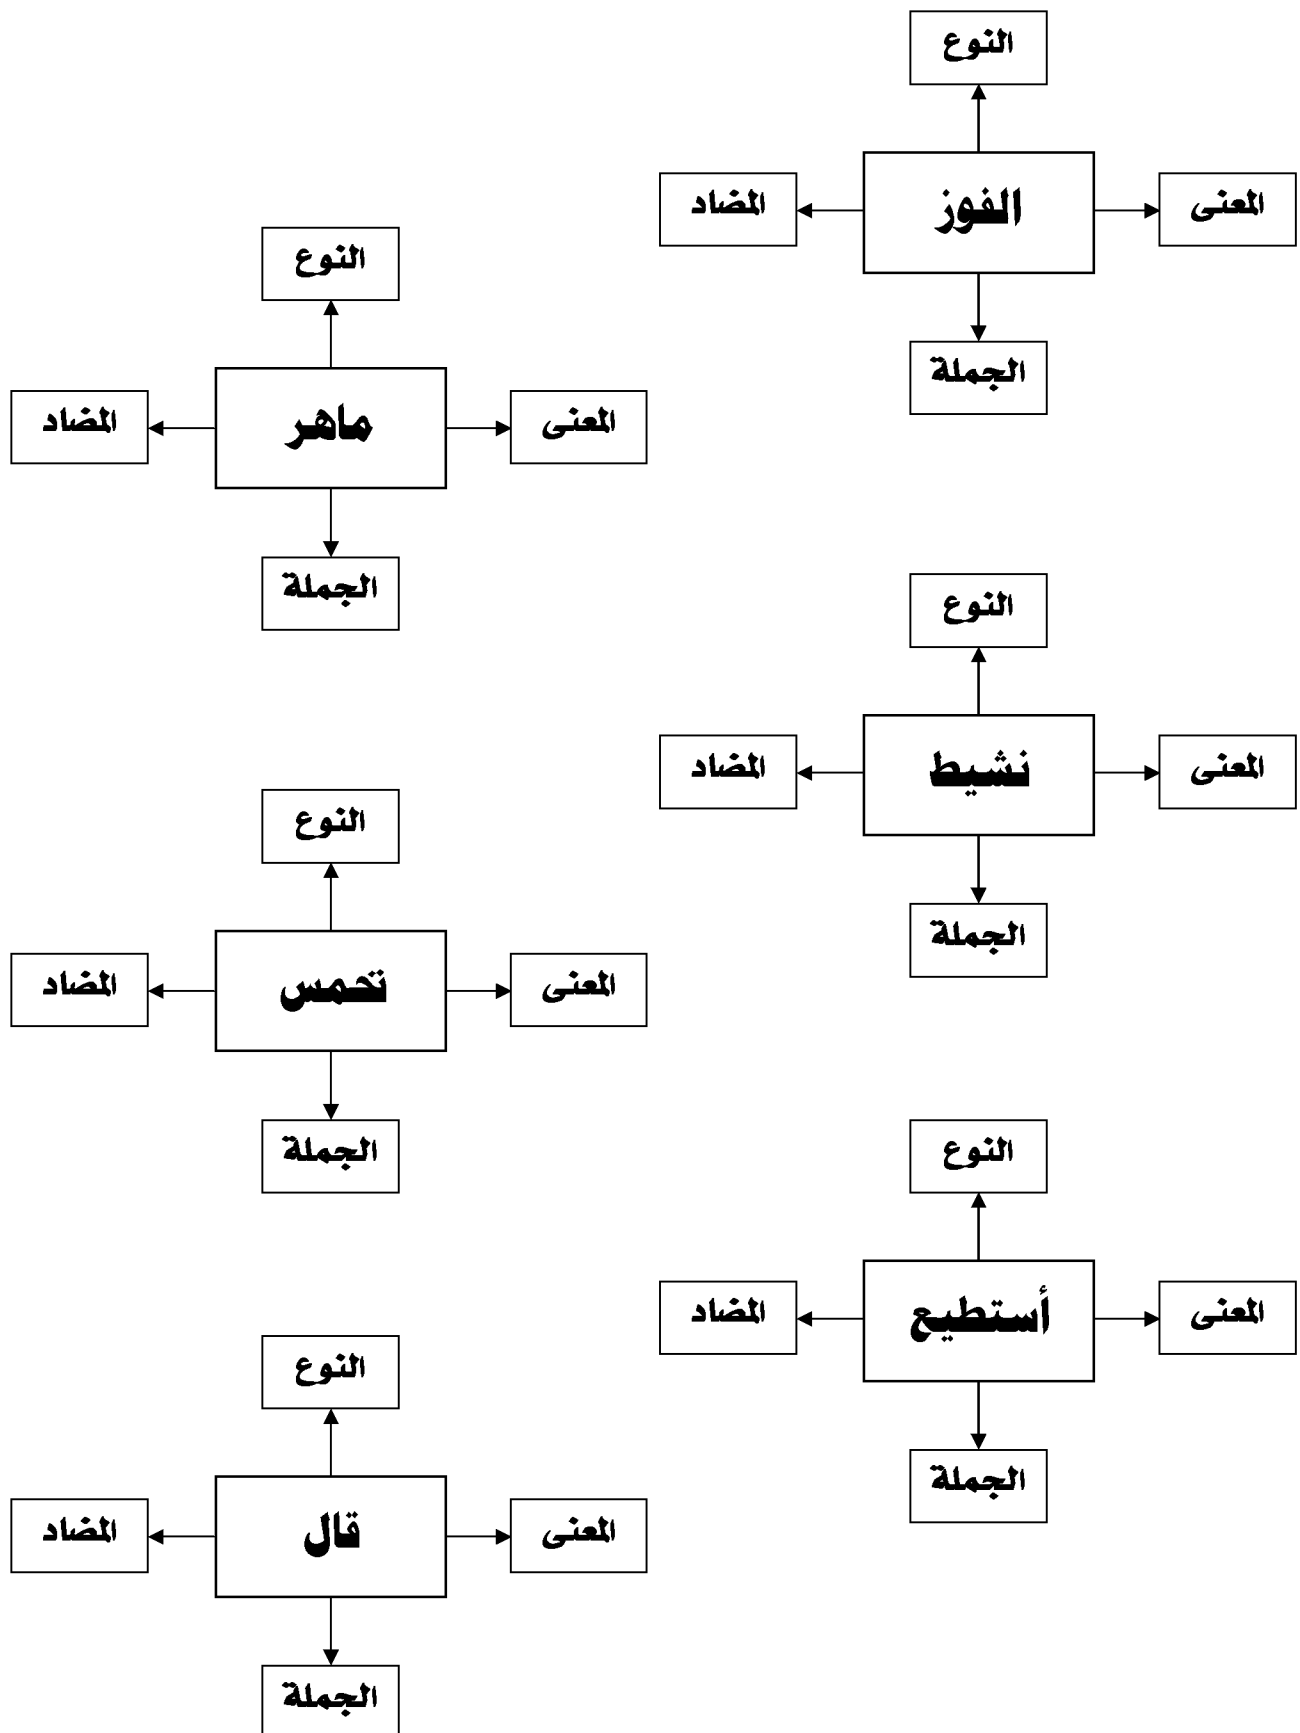 النوع
المعنى
الفوز
المضاد
الجملة
النوع
المعنى
ماهر
المضاد
الجملة
النوع
المعنى
نشيط
المضاد
الجملة
النوع
المعنى
تحمس
المضاد
الجملة
النوع
المعنى
أستطيع
المضاد
الجملة
النوع
المعنى
قال
المضاد
الجملة